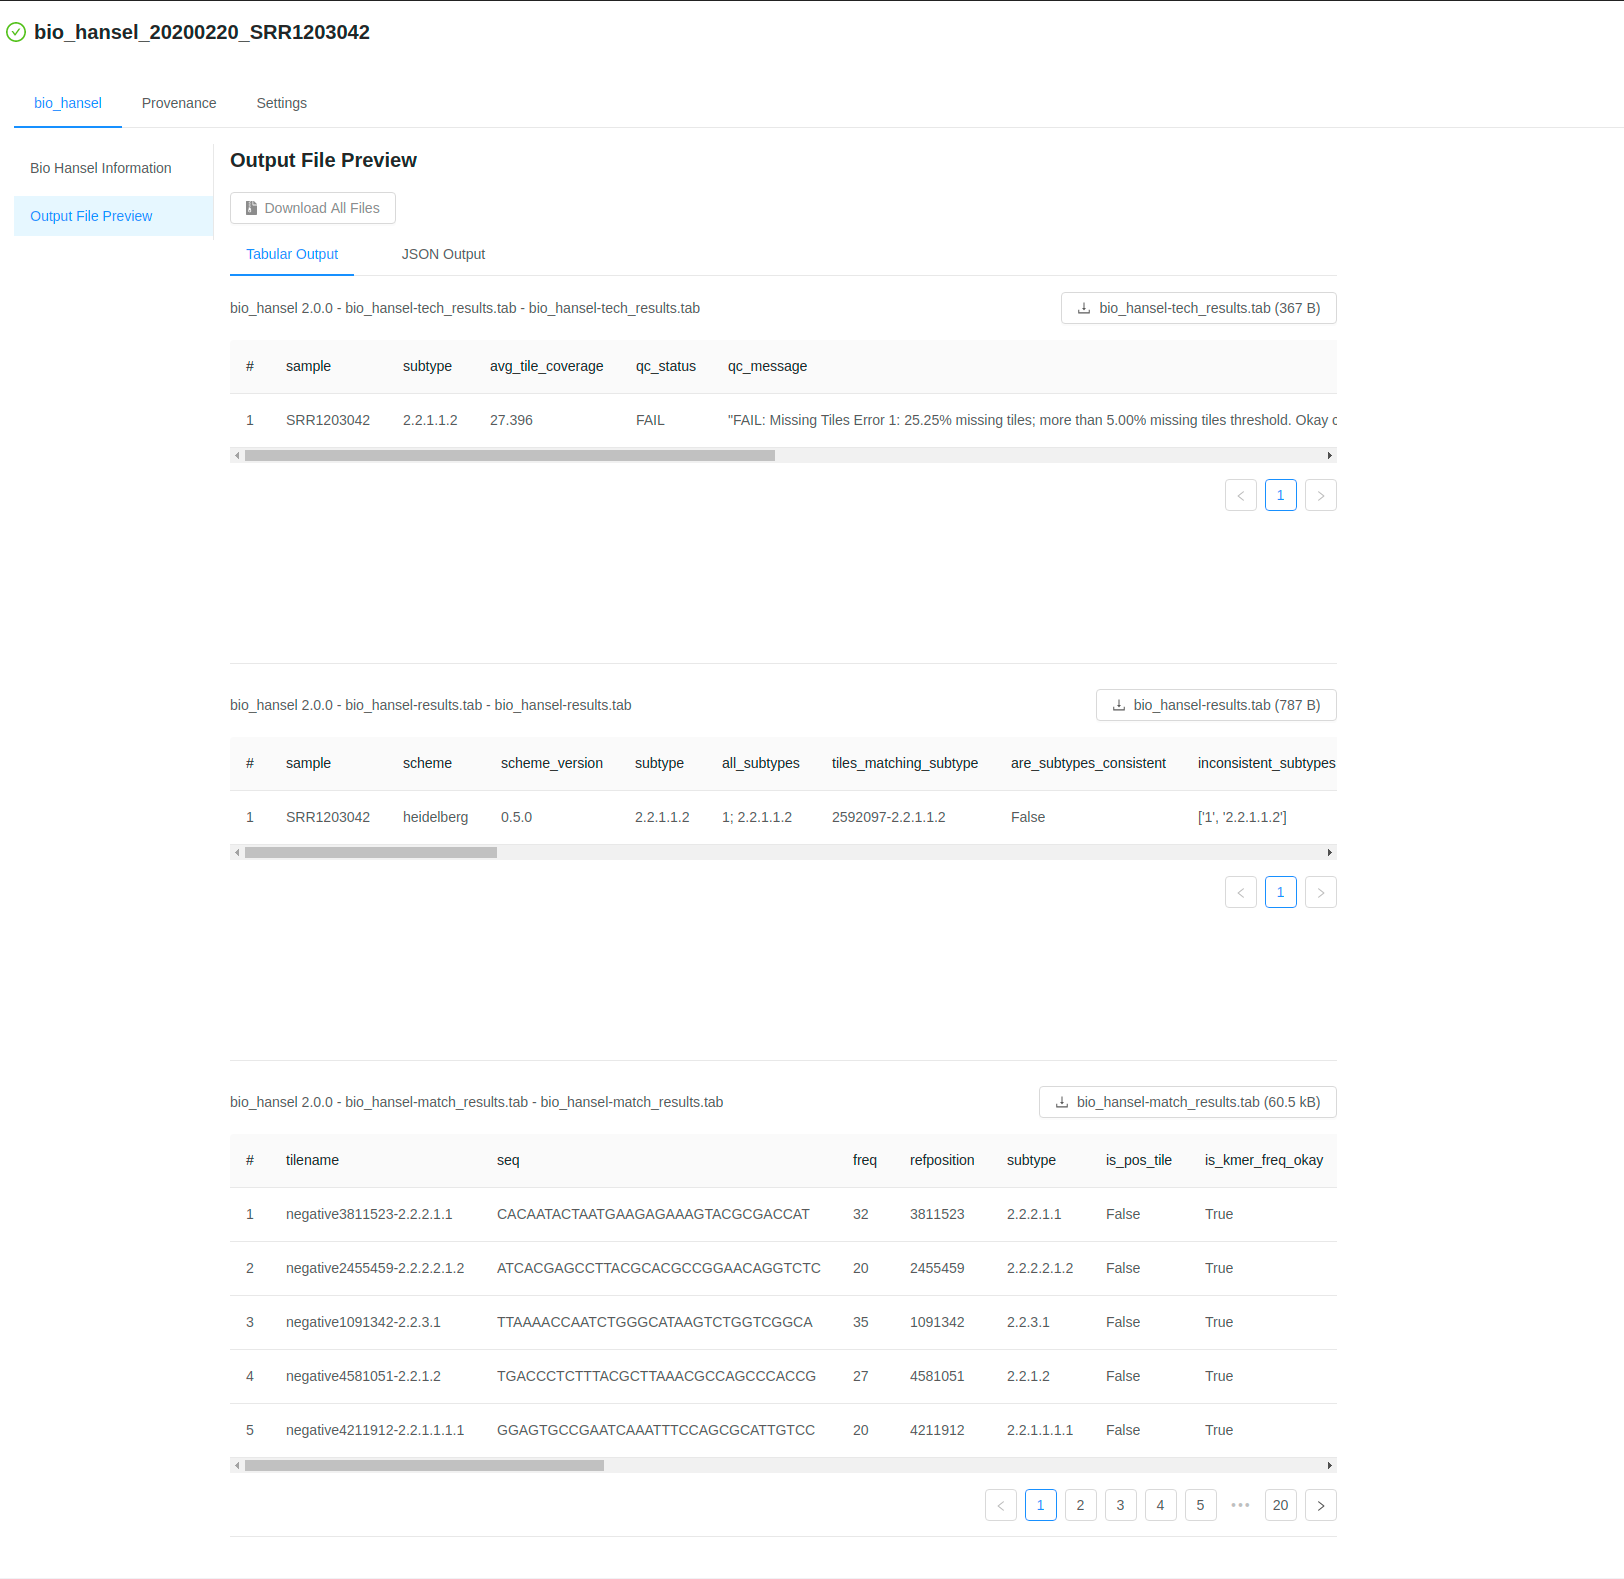 bio_hansel_20200220_SRR1203042
bio_hansel Provenance Settings
Bio Hansel Information
Output File Preview
Output File Preview
Download All Files
Tabular Output JSON Output
bio_hansel 2.0.0 - bio_hansel-tech_results.tab - bio_hansel-tech_results.tab bio_hansel-tech_results.tab (367 B)
# sample subtype avg_tile_coverage qc_status qc_message
1 SRR1203042 2.2.1.1.2 27.396 FAIL "FAIL: Missing Tiles Error 1: 25.25% missing tiles; more than 5.00% missing tiles threshold. Okay
1
bio_hansel 2.0.0 - bio_hansel-results.tab - bio_hansel-results.tab bio_hansel-results.tab (787 B)
# sample scheme scheme_version subtype all_subtypes tiles_matching_subtype are_subtypes_consistent inconsistent_subtypes
1 SRR1203042 heidelberg 0.5.0 2.2.1.1.2 1; 2.2.1.1.2 2592097-2.2.1.1.2 False ['1', '2.2.1.1.2']
1
bio_hansel 2.0.0 - bio_hansel-match_results.tab - bio_hansel-match_results.tab bio_hansel-match_results.tab (60.5 kB)
# tilename seq freq refposition subtype is_pos_tile is_kmer_freq_okay
1 negative3811523-2.2.2.1.1 CACAATACTAATGAAGAGAAAGTACGCGACCAT 32 3811523 2.2.2.1.1 False True
2 negative2455459-2.2.2.2.1.2 ATCACGAGCCTTACGCACGCCGGAACAGGTCTC 20 2455459 2.2.2.2.1.2 False True
3 negative1091342-2.2.3.1 TTAAAACCAATCTGGGCATAAGTCTGGTCGGCA 35 1091342 2.2.3.1 False True
4 negative4581051-2.2.1.2 TGACCCTCTTTACGCTTAAACGCCAGCCCACCG 27 4581051 2.2.1.2 False True
5 negative4211912-2.2.1.1.1.1 GGAGTGCCGAATCAAATTTCCAGCGCATTGTCC 20 4211912 2.2.1.1.1.1 False True
1 2 3 4 5 ••• 20